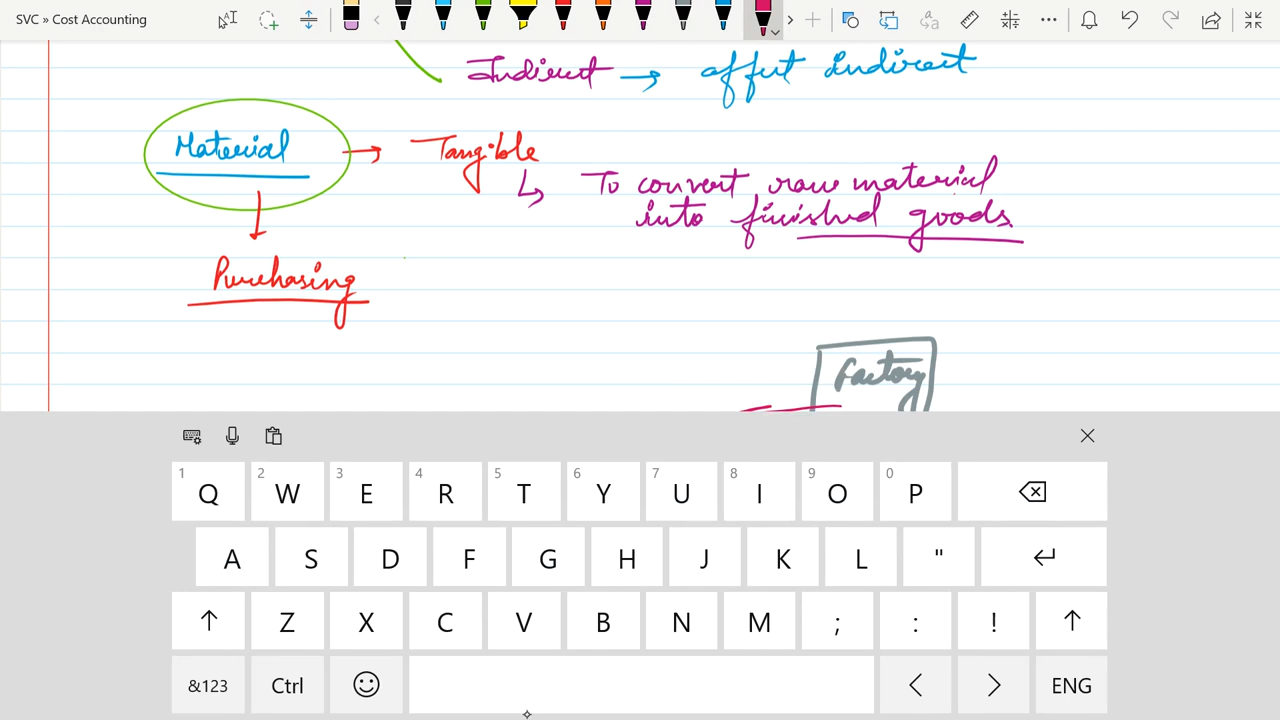 SVC » Cost Accounting
Indirect → affect indirect
Material → Tangible
↳ To convert raw material
into finished goods.
Purchasing
Factory
1 2 3 4 5 6 7 8 9 0
Q W E R T Y U I O P
A S D F G H J K L "
Z X C V B N M ; : !
&123 Ctrl ENG